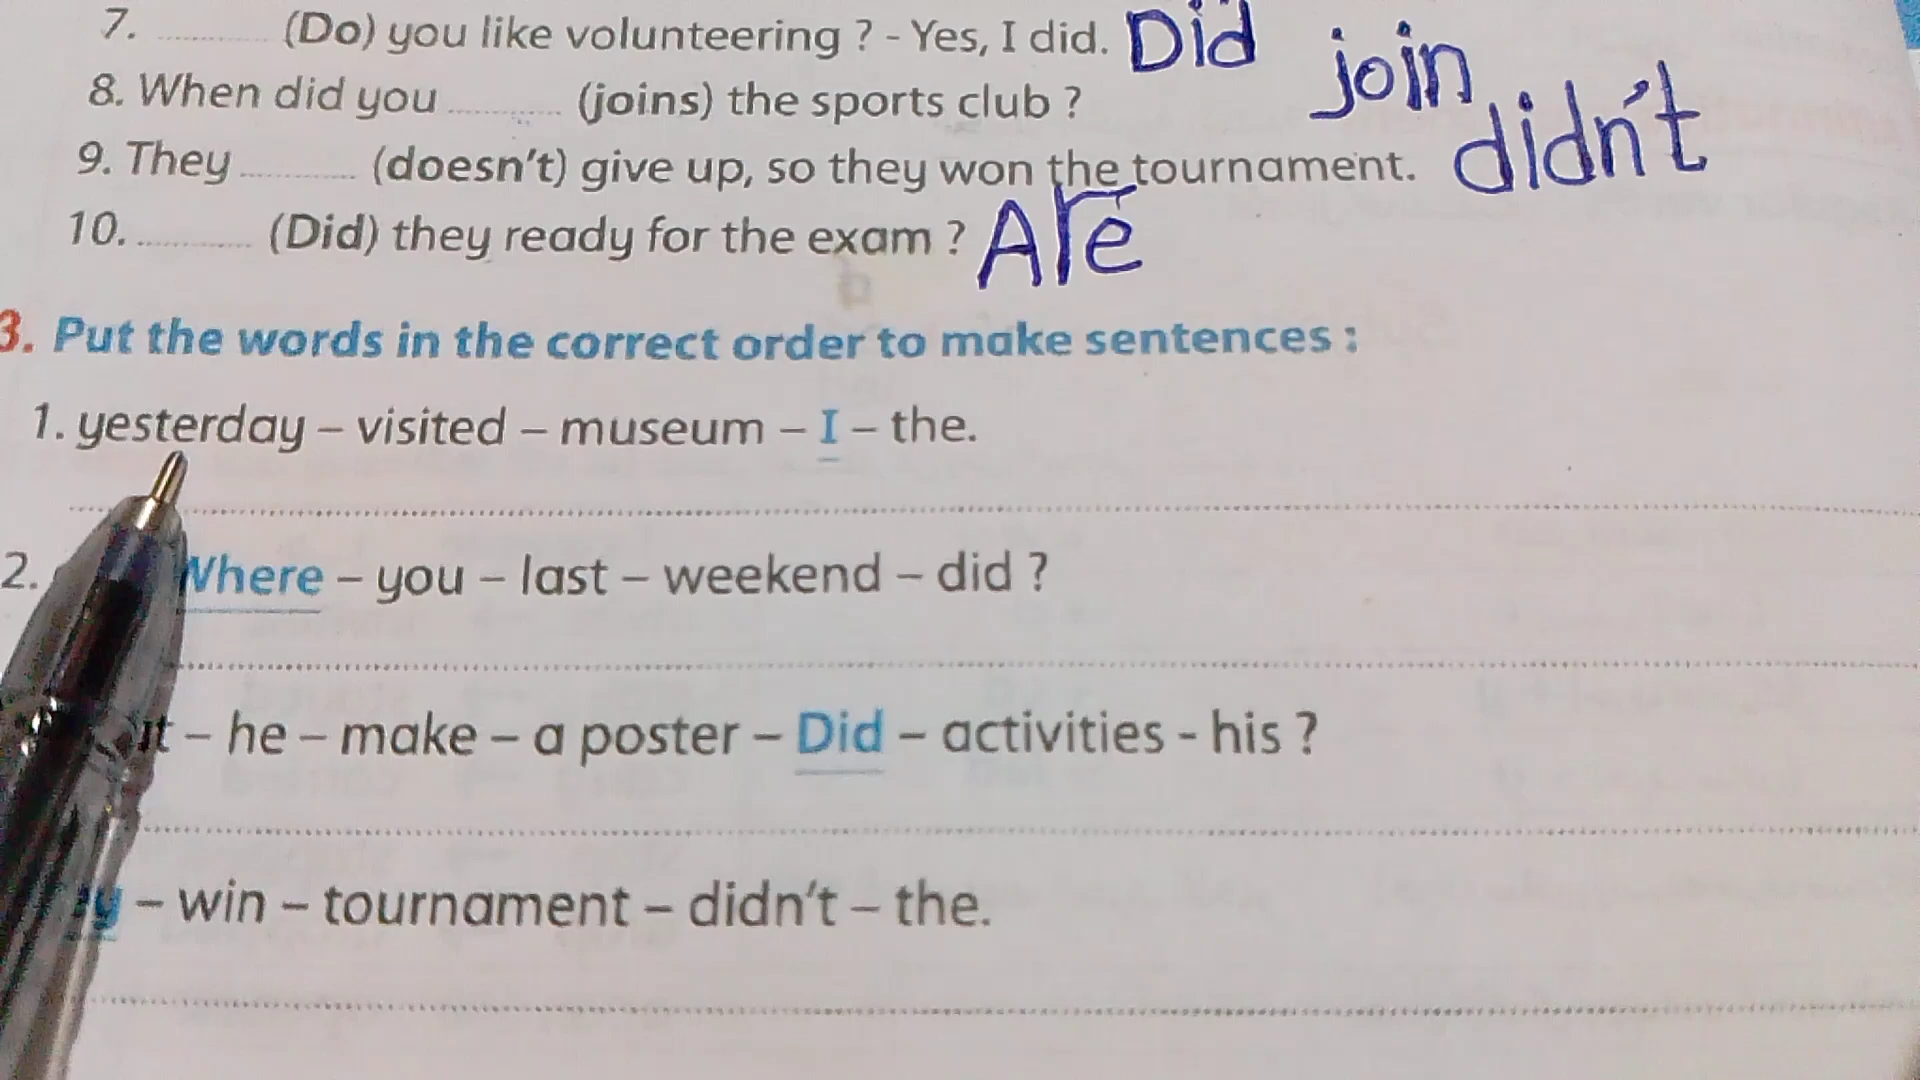 7. ............ (Do) you like volunteering ? - Yes, I did. Did
8. When did you ............ (joins) the sports club ? join
9. They ............ (doesn't) give up, so they won the tournament. didn't
10. ............ (Did) they ready for the exam ? Are
3. Put the words in the correct order to make sentences :
1. yesterday – visited – museum – I – the.
2. Where – you – last – weekend – did ?
– he – make – a poster – Did – activities - his ?
– win – tournament – didn't – the.